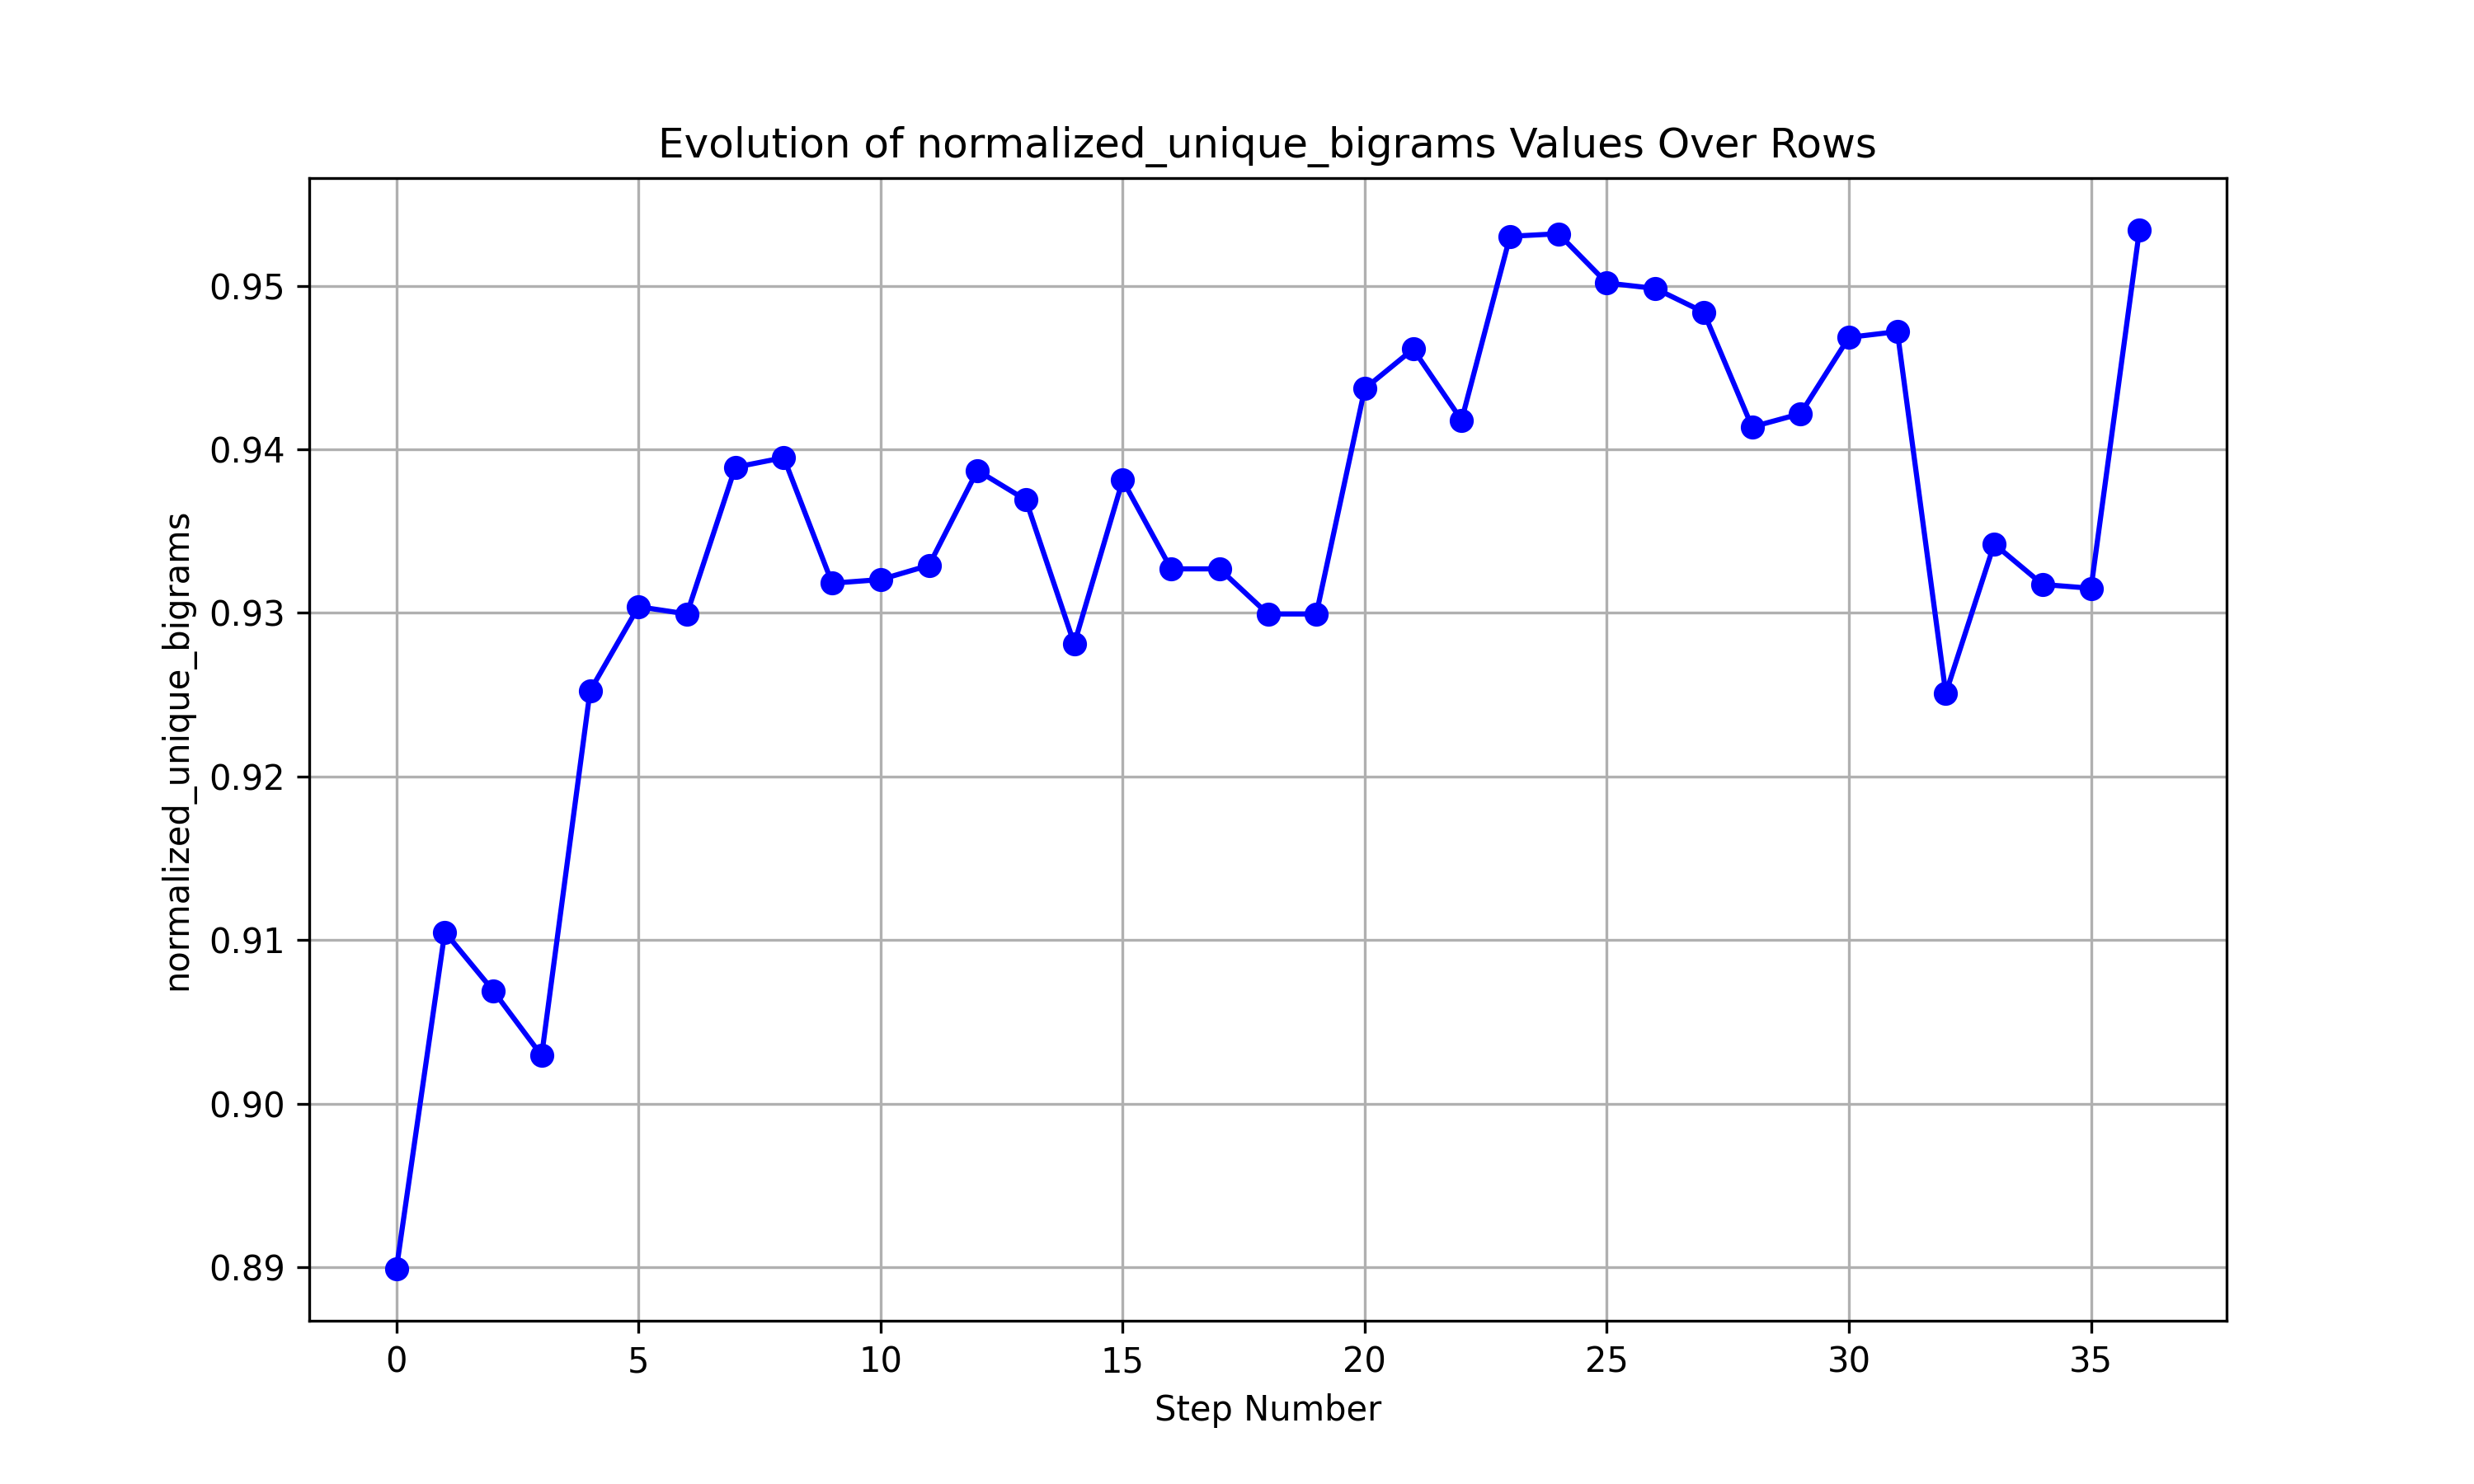 Evolution of normalized_unique_bigrams Values Over Rows
normalized_unique_bigrams
0.95
0.94
0.93
0.92
0.91
0.90
0.89
0 5 10 15 20 25 30 35
Step Number